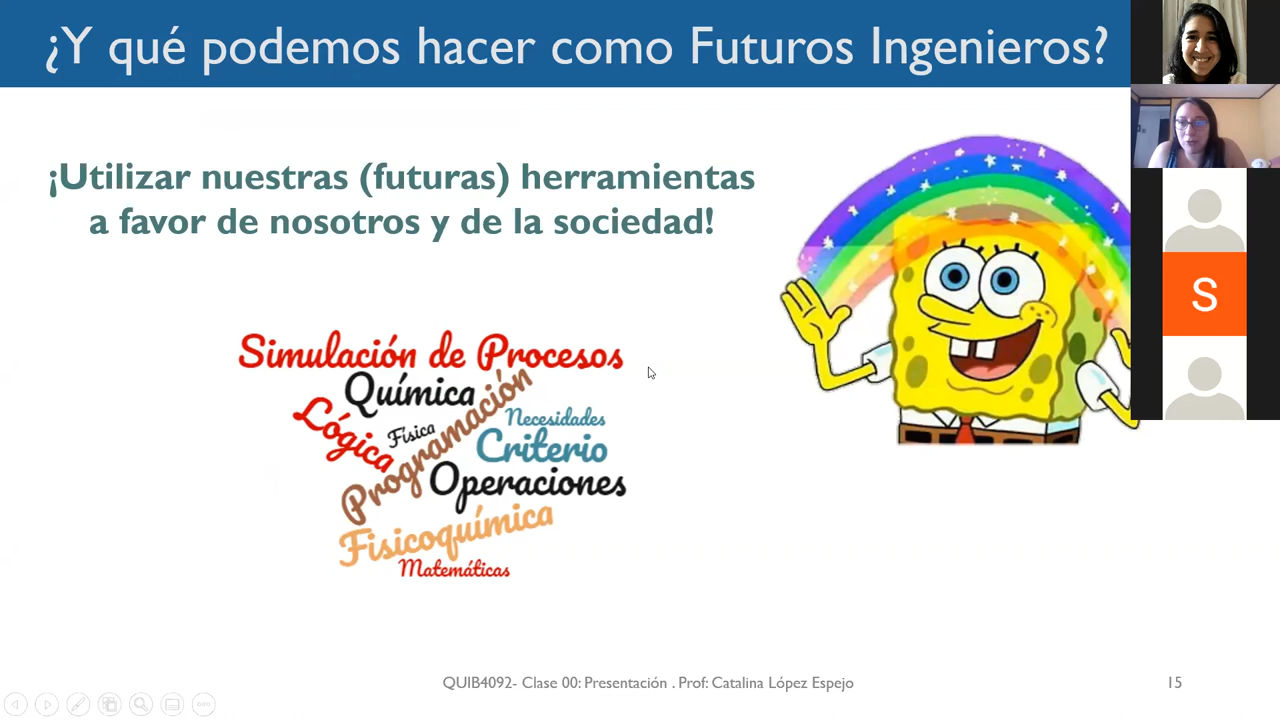 ¿Y qué podemos hacer como Futuros Ingenieros?
¡Utilizar nuestras (futuras) herramientas
a favor de nosotros y de la sociedad!
Simulación de Procesos
Química
Lógica
Física
Programación
Necesidades
Criterio
Operaciones
Fisicoquímica
Matemáticas
S
QUIB4092- Clase 00: Presentación . Prof: Catalina López Espejo
15